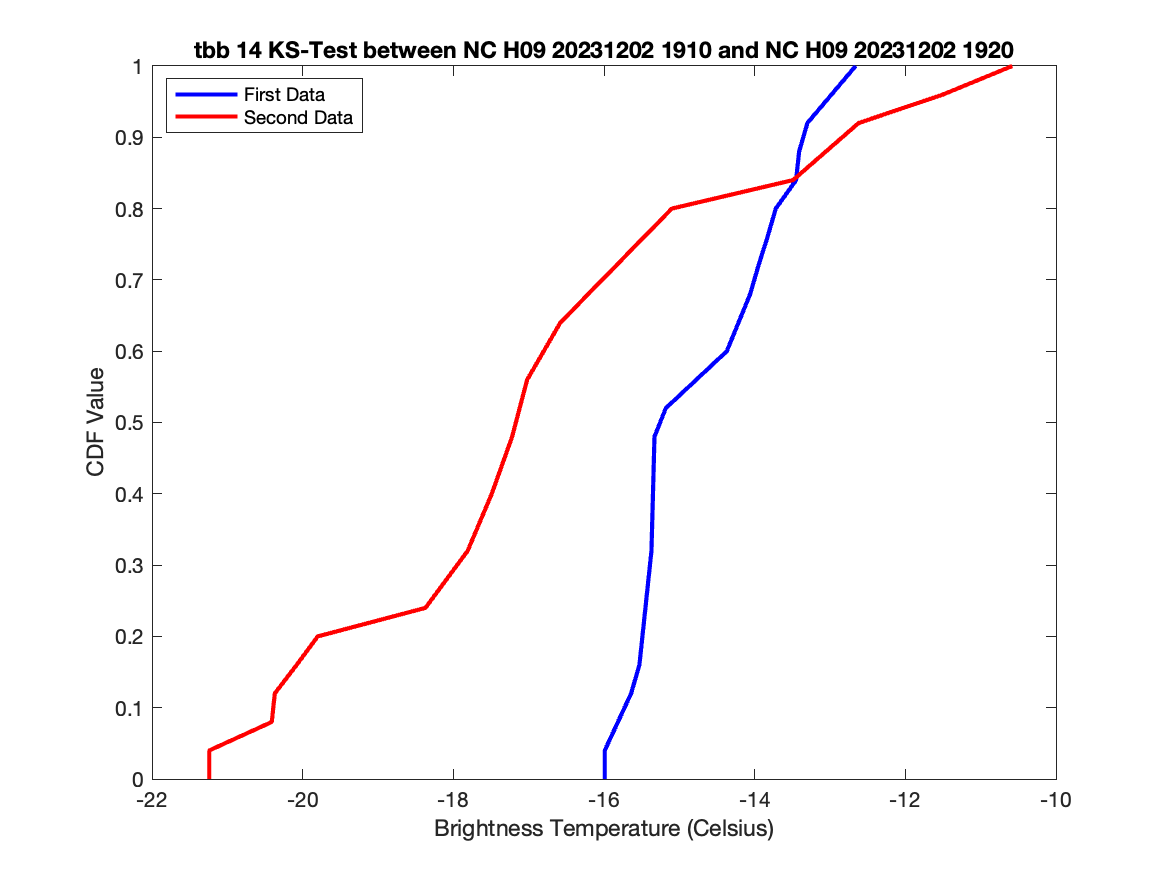 tbb 14 KS-Test between NC H09 20231202 1910 and NC H09 20231202 1920
First Data
Second Data
1
0.9
0.8
0.7
0.6
0.5
0.4
0.3
0.2
0.1
0
CDF Value
-22 -20 -18 -16 -14 -12 -10
Brightness Temperature (Celsius)